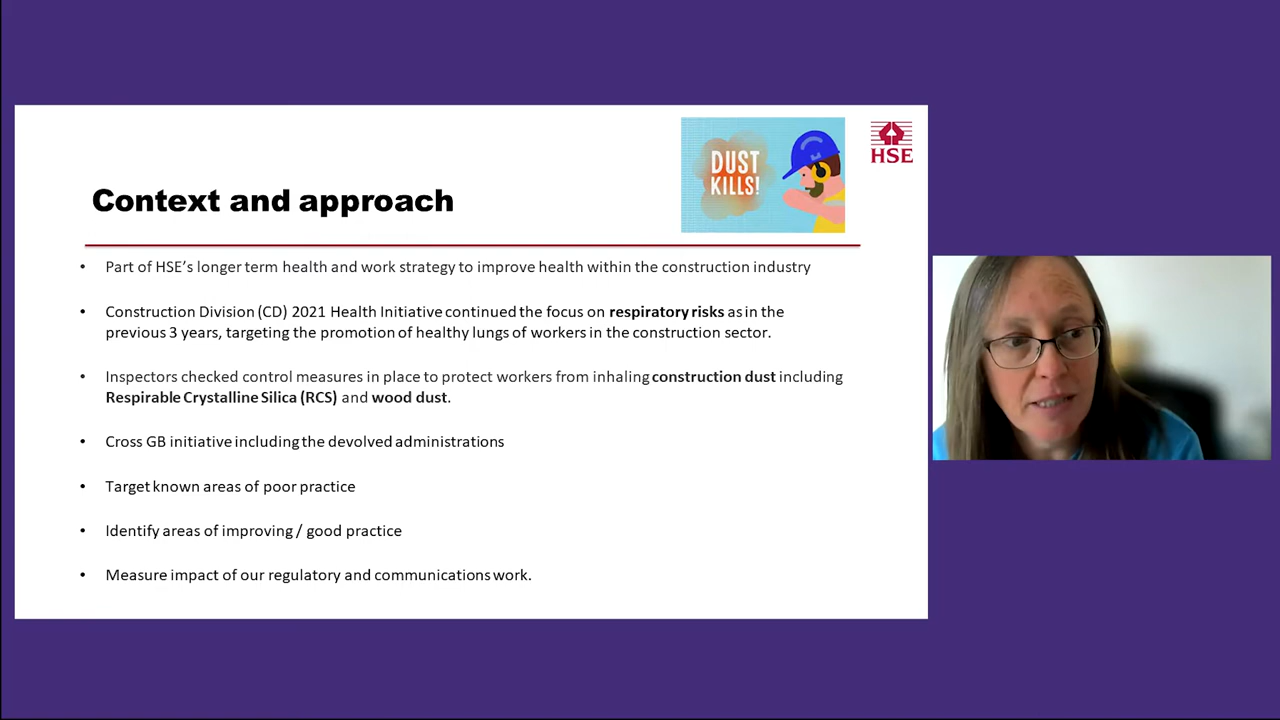 DUST
KILLS!
HSE
Context and approach
• Part of HSE's longer term health and work strategy to improve health within the construction industry
• Construction Division (CD) 2021 Health Initiative continued the focus on respiratory risks as in the
previous 3 years, targeting the promotion of healthy lungs of workers in the construction sector.
• Inspectors checked control measures in place to protect workers from inhaling construction dust including
Respirable Crystalline Silica (RCS) and wood dust.
• Cross GB initiative including the devolved administrations
• Target known areas of poor practice
• Identify areas of improving / good practice
• Measure impact of our regulatory and communications work.